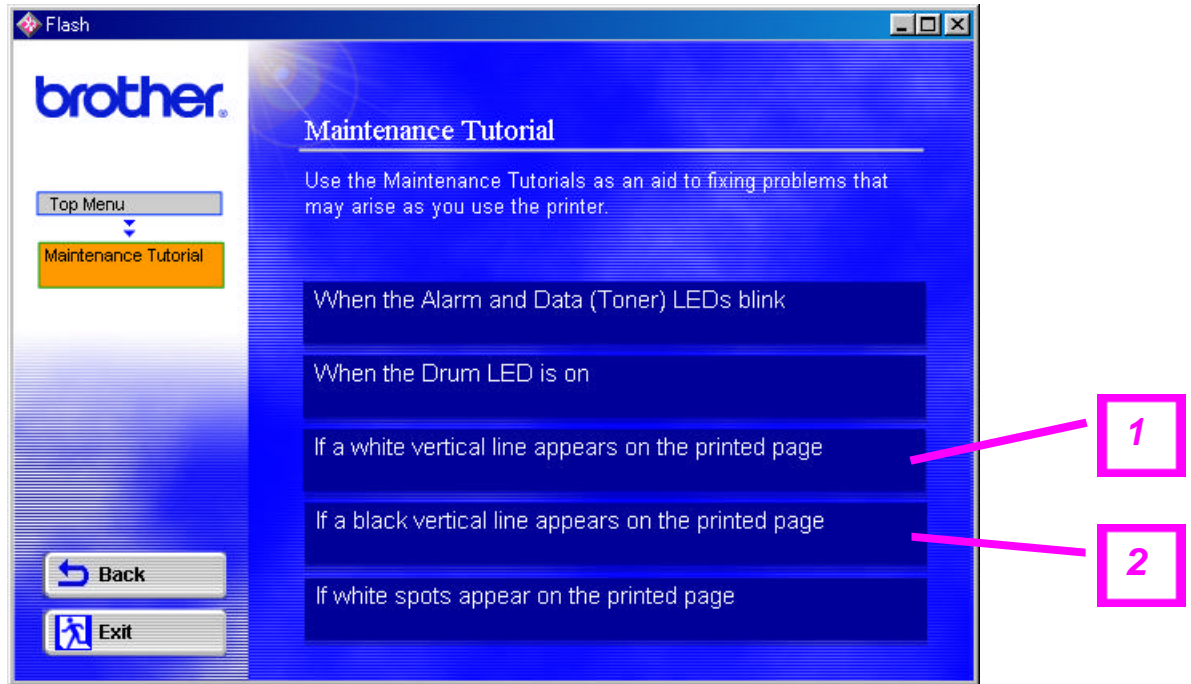 Flash
brother
Top Menu
Maintenance Tutorial
Back
Exit
Maintenance Tutorial
Use the Maintenance Tutorials as an aid to fixing problems that
may arise as you use the printer.
When the Alarm and Data (Toner) LEDs blink
When the Drum LED is on
If a white vertical line appears on the printed page
If a black vertical line appears on the printed page
If white spots appear on the printed page
1
2